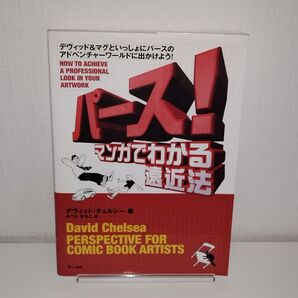 デヴィッド&マグといっしょにパースの
アドベンチャーワールドに出かけよう!
HOW TO ACHIEVE
A PROFESSIONAL
LOOK IN YOUR
ARTWORK
パース!
マンガでわかる
遠近法
デヴィッド・チェルシー 著
David Chelsea
PERSPECTIVE FOR
COMIC BOOK ARTISTS